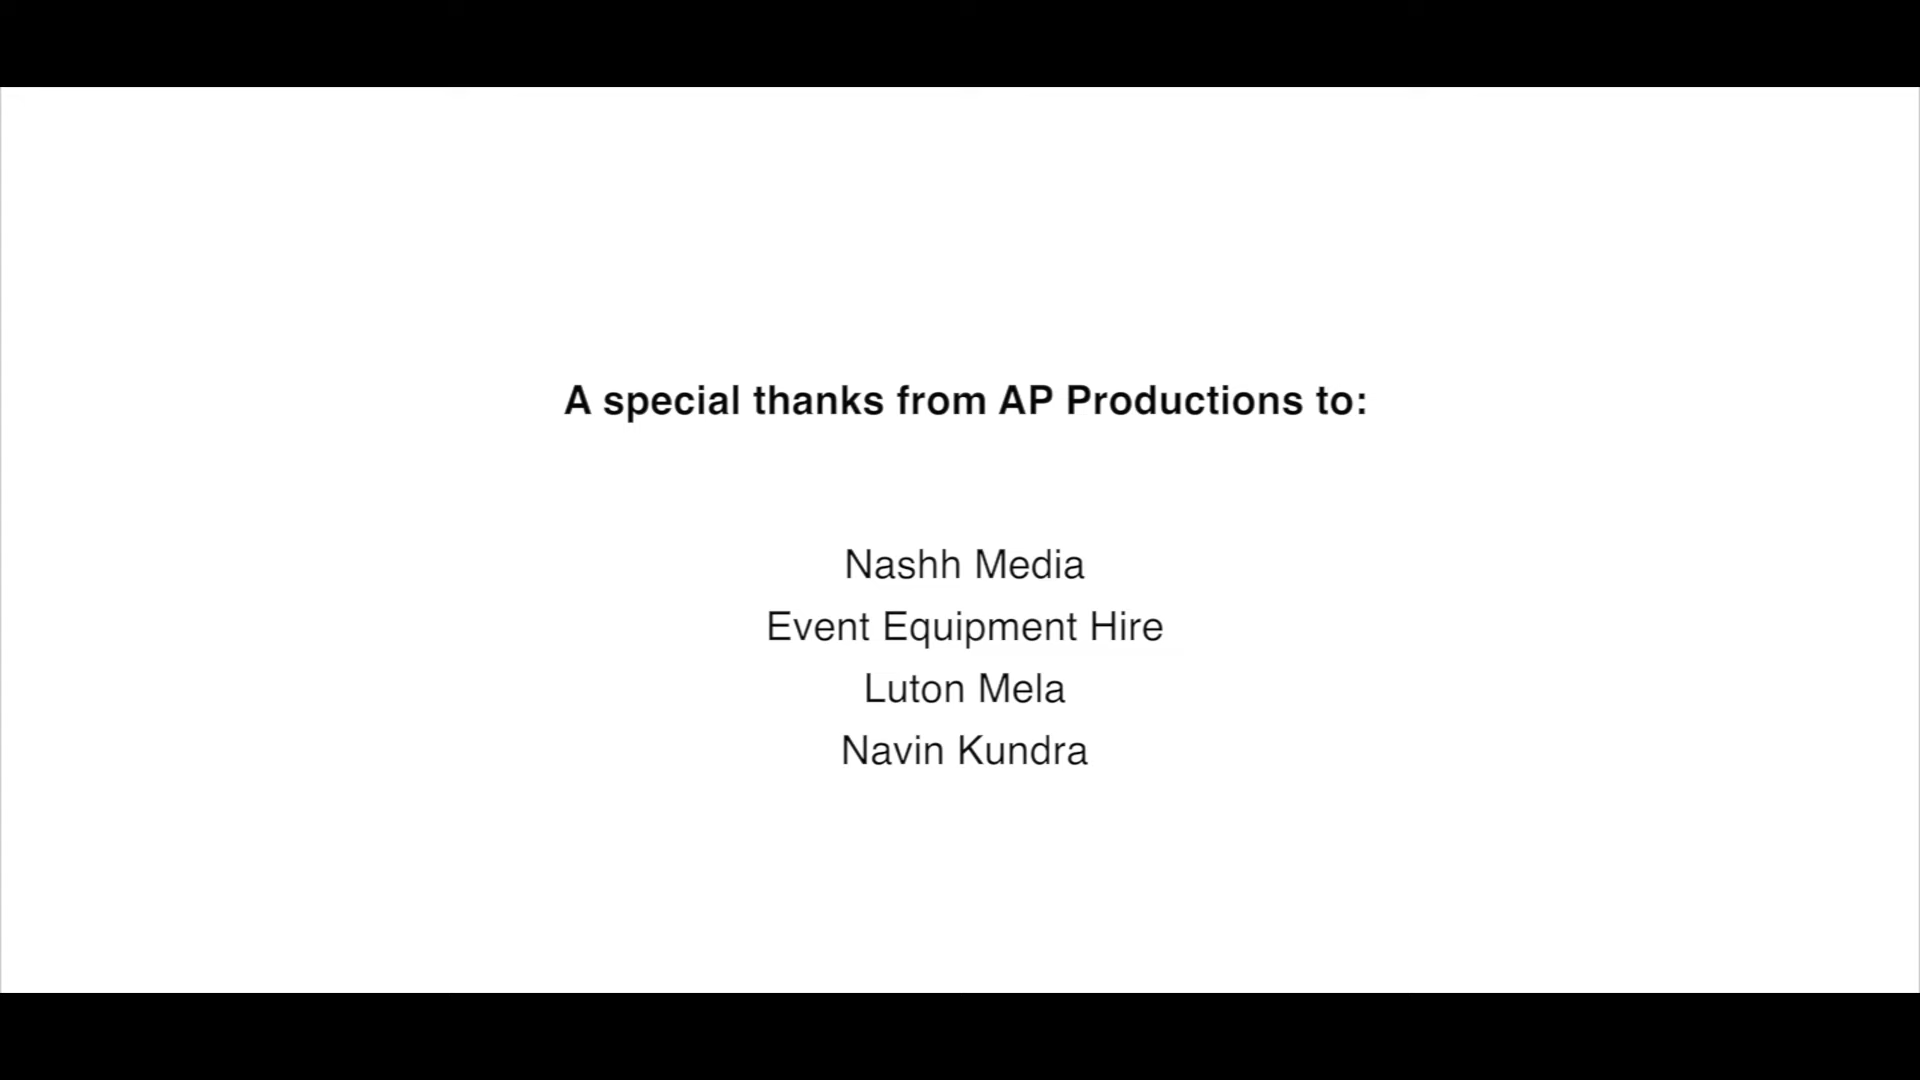 A special thanks from AP Productions to:
Nashh Media
Event Equipment Hire
Luton Mela
Navin Kundra